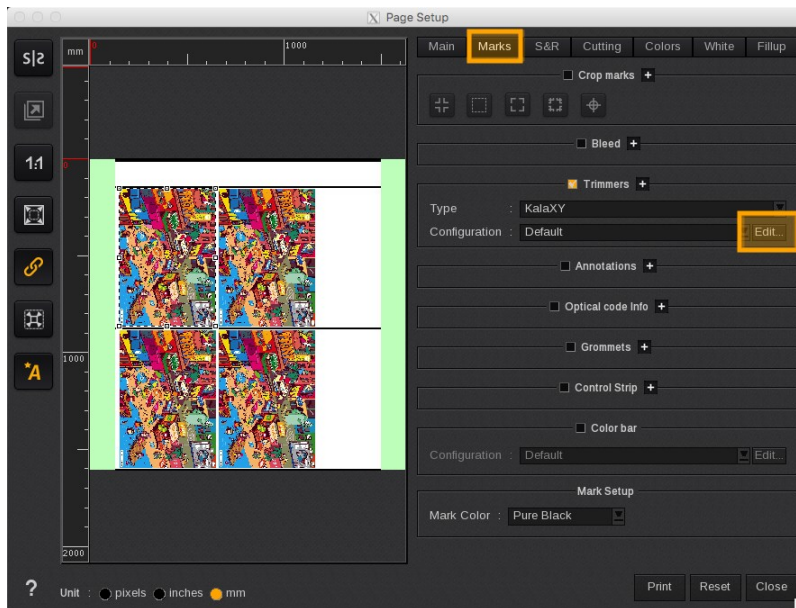 Page Setup
Main Marks S&R Cutting Colors White Fillup
mm 0 1000
S|S
Crop marks +
Bleed +
1:1
0
Trimmers +
Type : KalaXY
Configuration : Default Edit...
Annotations +
Optical code Info +
Grommets +
1000
*A
Control Strip +
Color bar
Configuration : Default Edit...
Mark Setup
Mark Color : Pure Black
2000
? Unit : pixels inches mm
Print Reset Close